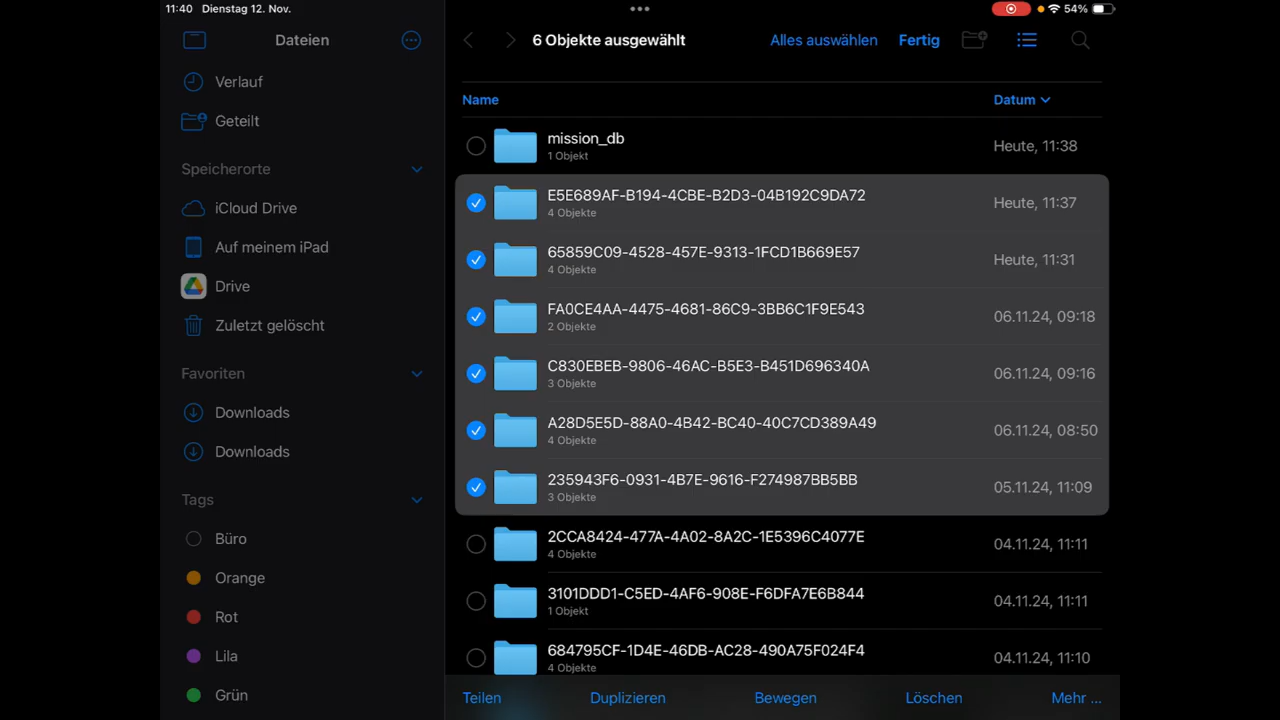 11:40 Dienstag 12. Nov.
54%
Dateien
Verlauf
Geteilt
Speicherorte
iCloud Drive
Auf meinem iPad
Drive
Zuletzt gelöscht
Favoriten
Downloads
Downloads
Tags
Büro
Orange
Rot
Lila
Grün
6 Objekte ausgewählt
Alles auswählen
Fertig
Name
Datum
mission_db
1 Objekt
Heute, 11:38
E5E689AF-B194-4CBE-B2D3-04B192C9DA72
4 Objekte
Heute, 11:37
65859C09-4528-457E-9313-1FCD1B669E57
4 Objekte
Heute, 11:31
FA0CE4AA-4475-4681-86C9-3BB6C1F9E543
2 Objekte
06.11.24, 09:18
C830EBEB-9806-46AC-B5E3-B451D696340A
3 Objekte
06.11.24, 09:16
A28D5E5D-88A0-4B42-BC40-40C7CD389A49
4 Objekte
06.11.24, 08:50
235943F6-0931-4B7E-9616-F274987BB5BB
3 Objekte
05.11.24, 11:09
2CCA8424-477A-4A02-8A2C-1E5396C4077E
4 Objekte
04.11.24, 11:11
3101DDD1-C5ED-4AF6-908E-F6DFA7E6B844
1 Objekt
04.11.24, 11:11
684795CF-1D4E-46DB-AC28-490A75F024F4
4 Objekte
04.11.24, 11:10
Teilen
Duplizieren
Bewegen
Löschen
Mehr ...